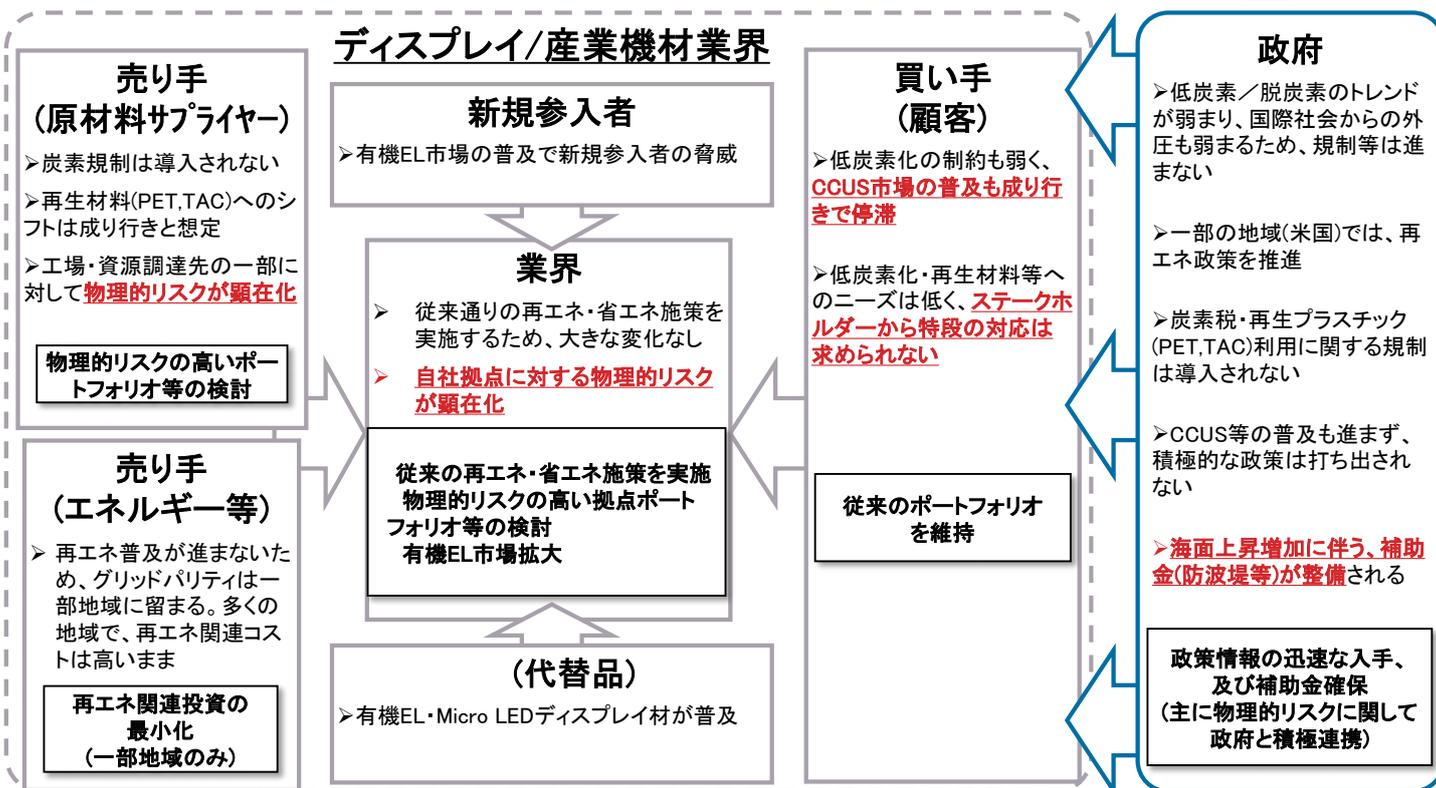 ディスプレイ/産業機材業界
売り手
(原材料サプライヤー)
➢炭素規制は導入されない
➢再生材料(PET,TAC)へのシ
フトは成り行きと想定
➢工場・資源調達先の一部に
対して物理的リスクが顕在化
物理的リスクの高いポー
トフォリオ等の検討
売り手
(エネルギー等)
➢ 再エネ普及が進まないた
め、グリッドパリティは一
部地域に留まる。多くの
地域で、再エネ関連コス
トは高いまま
再エネ関連投資の
最小化
(一部地域のみ)
新規参入者
➢有機EL市場の普及で新規参入者の脅威
業界
➢ 従来通りの再エネ・省エネ施策を
実施するため、大きな変化なし
➢ 自社拠点に対する物理的リスク
が顕在化
従来の再エネ・省エネ施策を実施
物理的リスクの高い拠点ポート
フォリオ等の検討
有機EL市場拡大
(代替品)
➢有機EL・Micro LEDディスプレイ材が普及
買い手
(顧客)
➢低炭素化の制約も弱く、
CCUS市場の普及も成り行
きで停滞
➢低炭素化・再生材料等へ
のニーズは低く、ステークホ
ルダーから特段の対応は
求められない
従来のポートフォリオ
を維持
政府
➢低炭素／脱炭素のトレンド
が弱まり、国際社会からの外
圧も弱まるため、規制等は進
まない
➢一部の地域(米国)では、再
エネ政策を推進
➢炭素税・再生プラスチック
(PET,TAC)利用に関する規制
は導入されない
➢CCUS等の普及も進まず、
積極的な政策は打ち出され
ない
➢海面上昇増加に伴う、補助
金(防波堤等)が整備される
政策情報の迅速な入手、
及び補助金確保
(主に物理的リスクに関して
政府と積極連携)